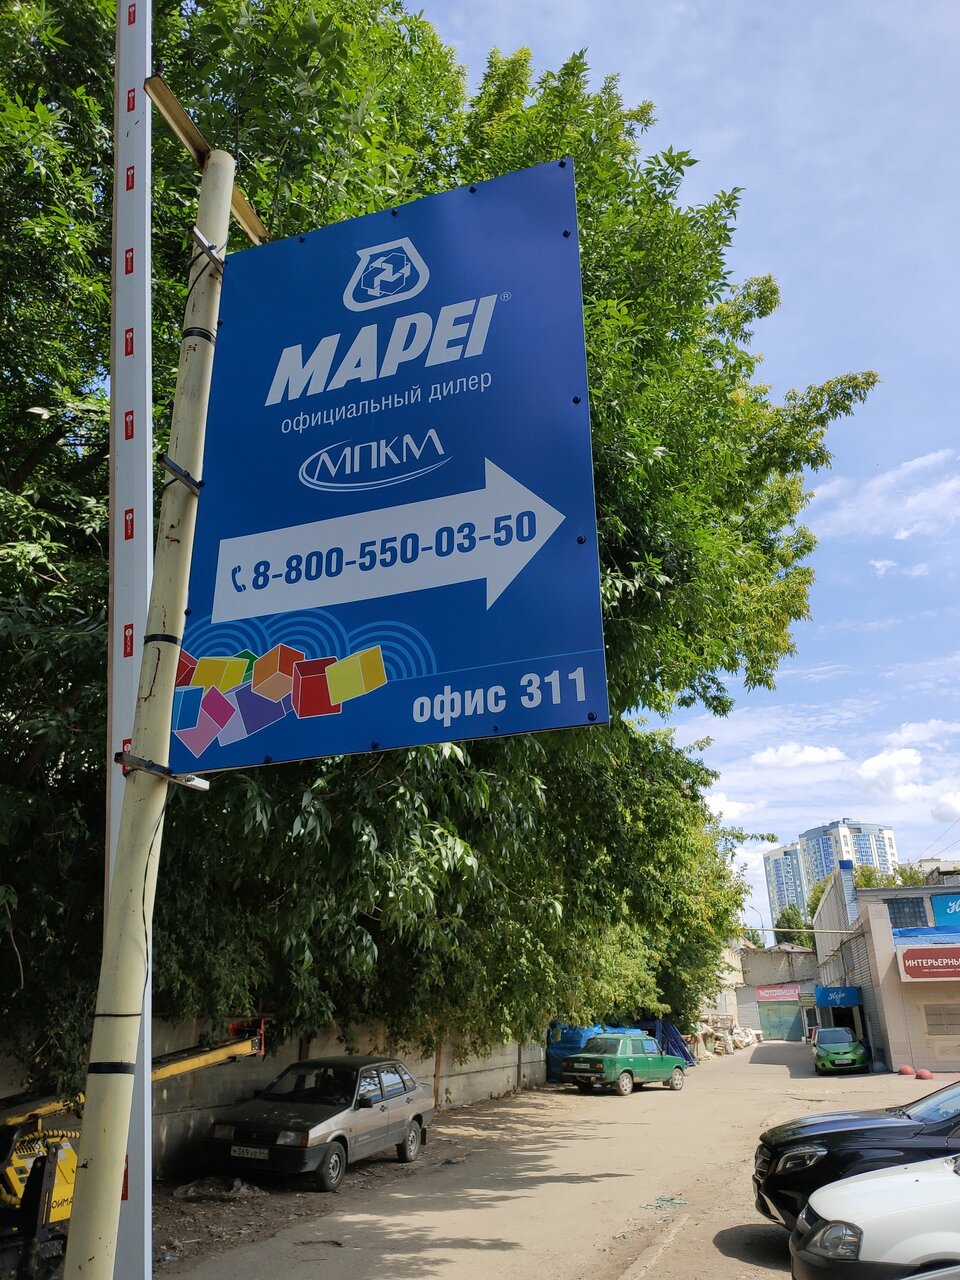 MAPEI®
официальный дилер
МПКМ
8-800-550-03-50
офис 311
ИНТЕРЬЕРНЫ
МОТОФИШКА